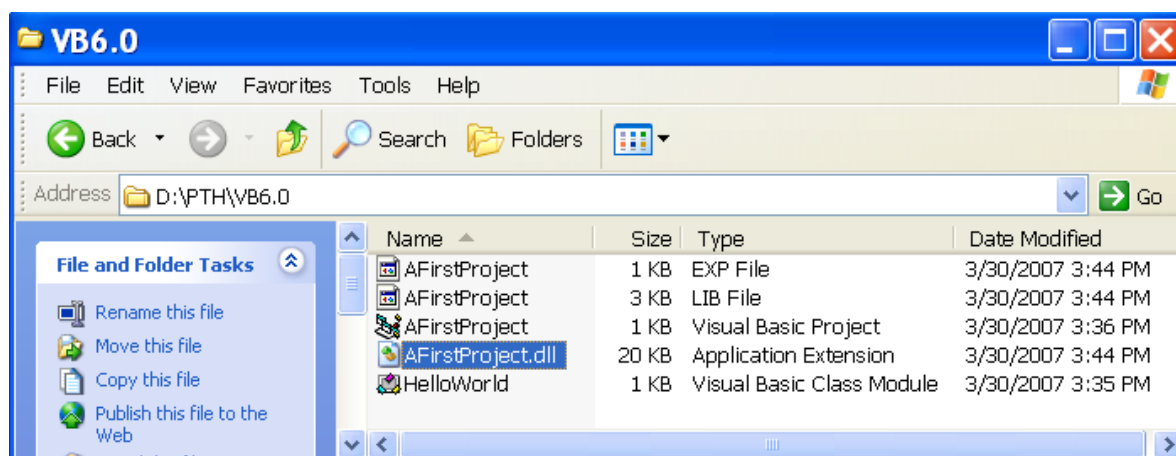 VB6.0
File Edit View Favorites Tools Help
Back Search Folders
Address D:\PTH\VB6.0 Go
File and Folder Tasks
Rename this file
Move this file
Copy this file
Publish this file to the
Web
Name Size Type Date Modified
AFirstProject 1 KB EXP File 3/30/2007 3:44 PM
AFirstProject 3 KB LIB File 3/30/2007 3:44 PM
AFirstProject 1 KB Visual Basic Project 3/30/2007 3:36 PM
AFirstProject.dll 20 KB Application Extension 3/30/2007 3:44 PM
HelloWorld 1 KB Visual Basic Class Module 3/30/2007 3:35 PM